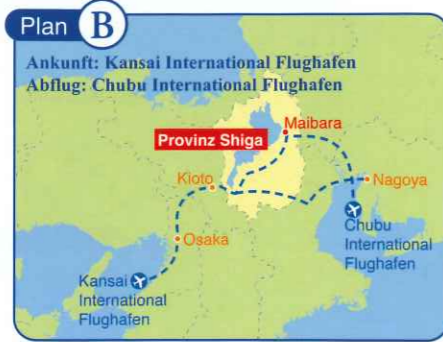 Plan B
Ankunft: Kansai International Flughafen
Abflug: Chubu International Flughafen
Maibara
Provinz Shiga
Kioto
Nagoya
Osaka
Chubu
International
Flughafen
Kansai
International
Flughafen